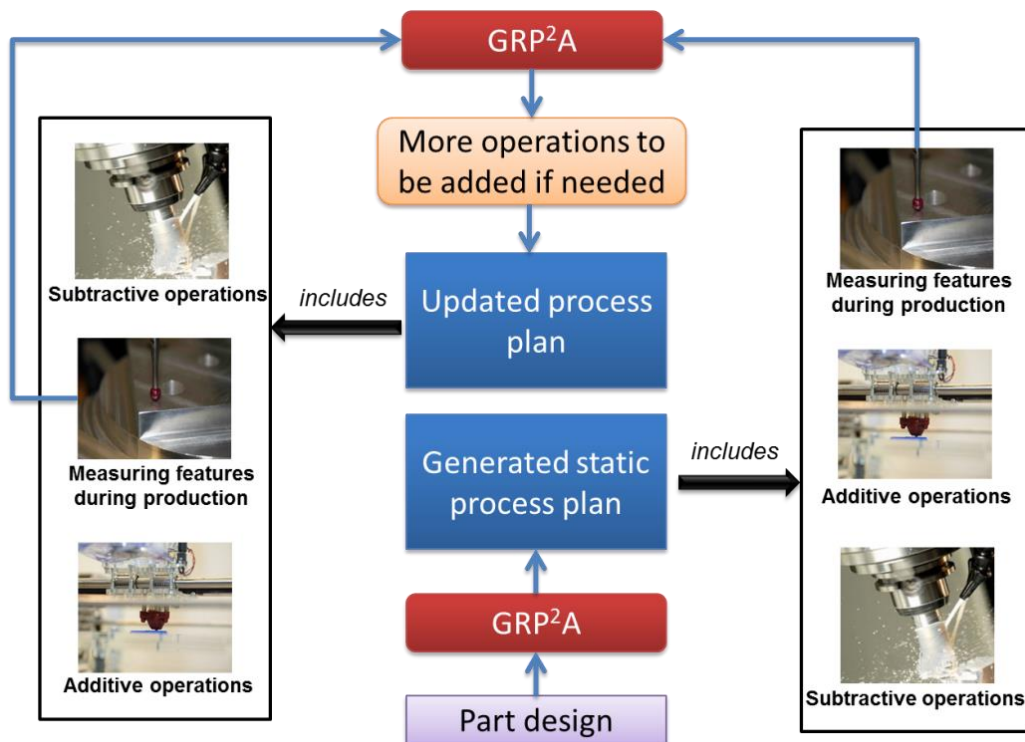 GRP²A
More operations to
be added if needed
Subtractive operations
includes
Updated process
plan
Measuring features
during production
Measuring features
during production
Generated static
process plan
includes
Additive operations
Additive operations
GRP²A
Subtractive operations
Part design